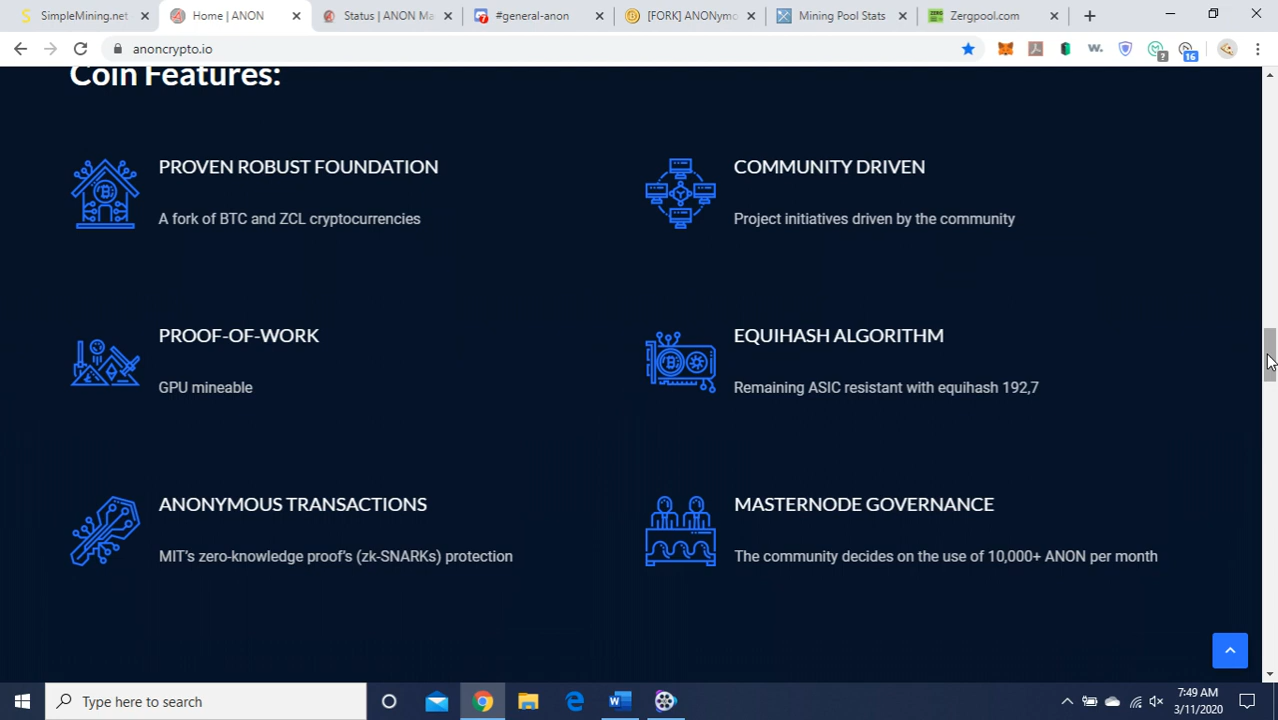 SimpleMining.net
Home | ANON
Status | ANON Ma
#general-anon
[FORK] ANONymo
Mining Pool Stats
ZERG
Zergpool.com
anoncrypto.io
w.
?
16
Coin Features:
PROVEN ROBUST FOUNDATION
A fork of BTC and ZCL cryptocurrencies
COMMUNITY DRIVEN
Project initiatives driven by the community
PROOF-OF-WORK
GPU mineable
EQUIHASH ALGORITHM
Remaining ASIC resistant with equihash 192,7
ANONYMOUS TRANSACTIONS
MIT's zero-knowledge proof's (zk-SNARKs) protection
MASTERNODE GOVERNANCE
The community decides on the use of 10,000+ ANON per month
Type here to search
7:49 AM
3/11/2020